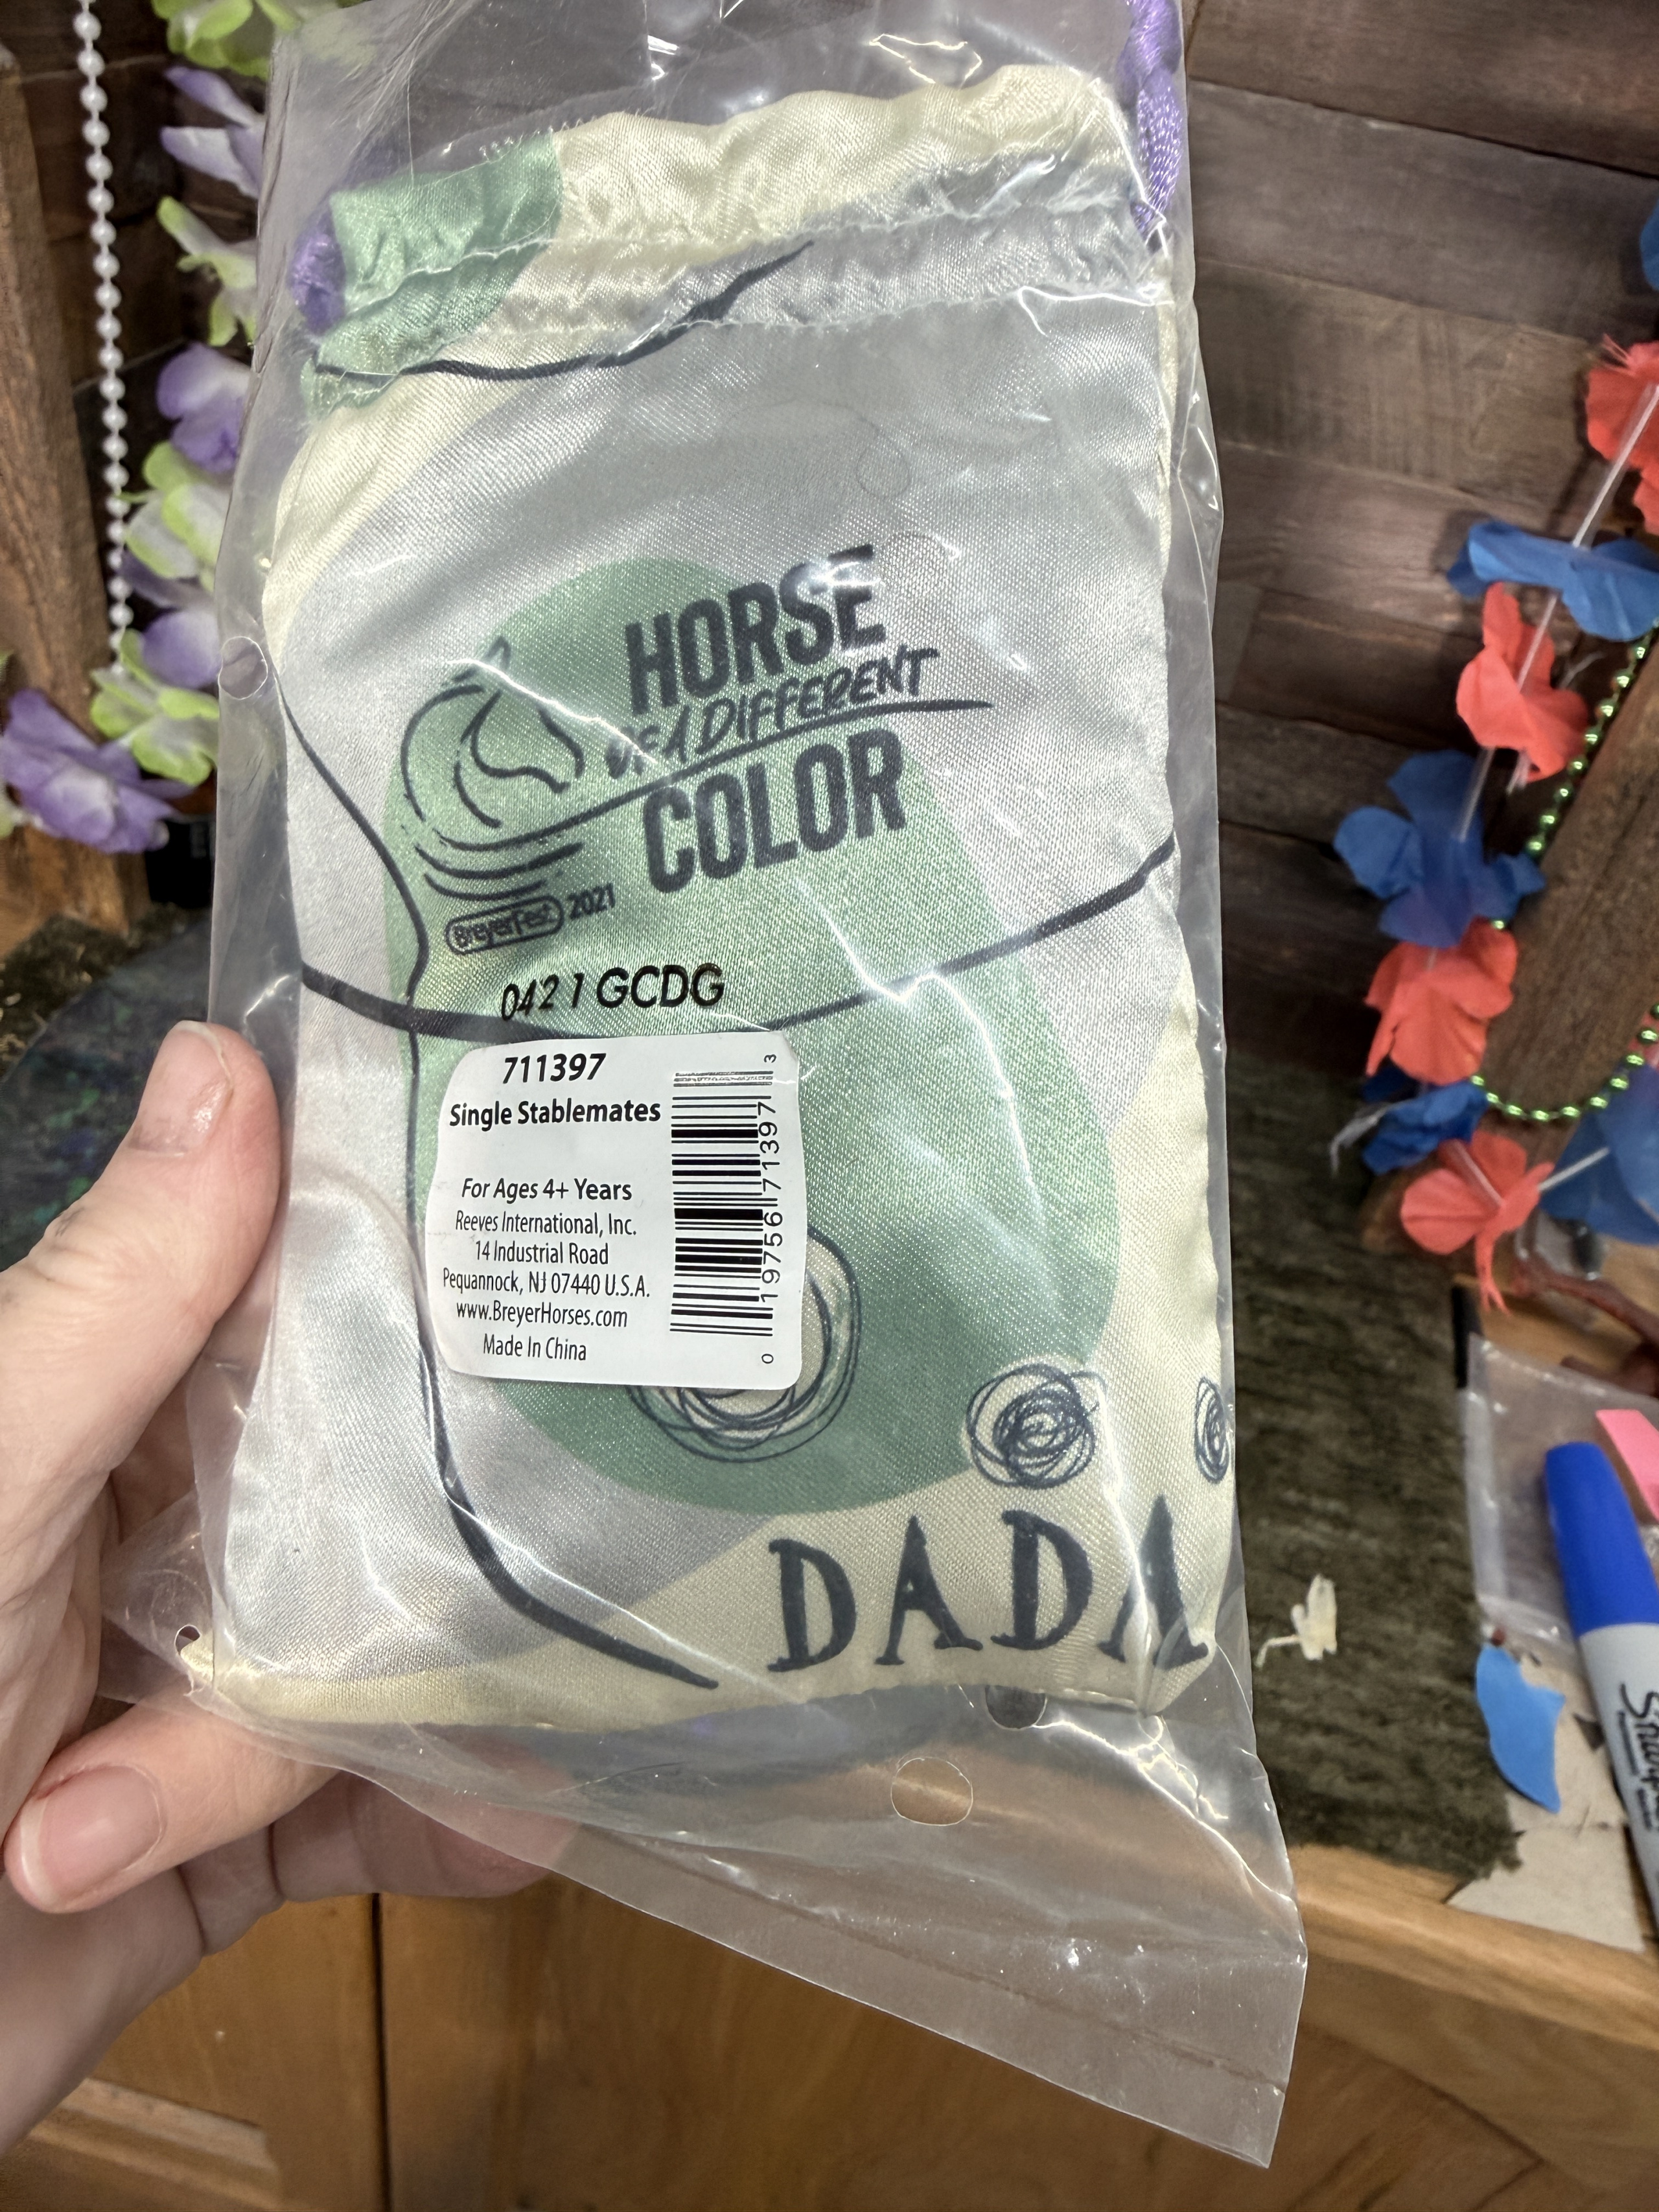 HORSE
OF A DIFFERENT
COLOR
BreyerFest 2021
0421 GCDG
711397
Single Stablemates
For Ages 4+ Years
Reeves International, Inc.
14 Industrial Road
Pequannock, NJ 07440 U.S.A.
www.BreyerHorses.com
Made In China
0 19756 71397 3
DADA